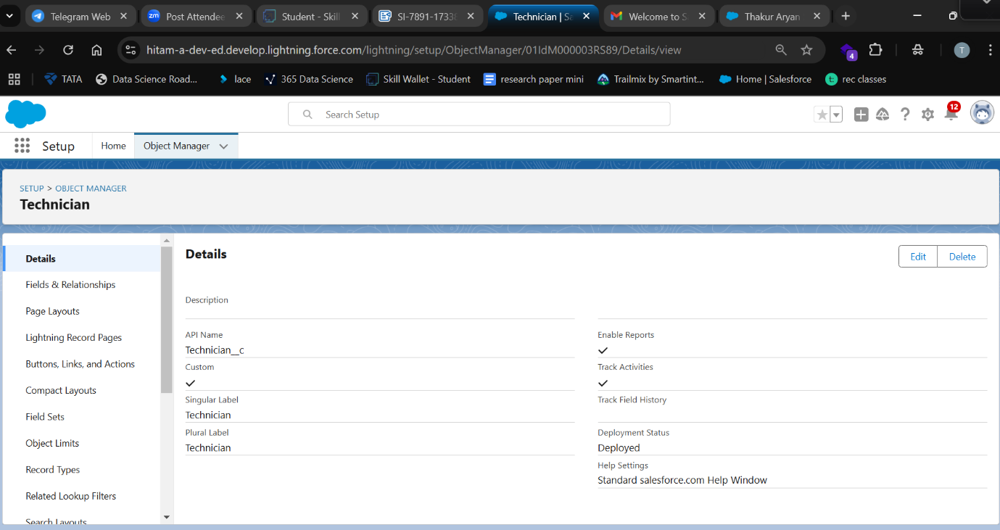 Telegram Web
Post Attendee
Student - Skill
SI-7891-1733
Technician | Sa
Welcome to S
Thakur Aryan
hitam-a-dev-ed.develop.lightning.force.com/lightning/setup/ObjectManager/01IdM000003RS89/Details/view
4
T
TATA
Data Science Road...
lace
365 Data Science
Skill Wallet - Student
research paper mini
Trailmix by Smartint...
Home | Salesforce
rec classes
Search Setup
12
Setup
Home
Object Manager
SETUP > OBJECT MANAGER
Technician
Details
Fields & Relationships
Page Layouts
Lightning Record Pages
Buttons, Links, and Actions
Compact Layouts
Field Sets
Object Limits
Record Types
Related Lookup Filters
Search Layouts
Details
Edit
Delete
Description
API Name
Technician__c
Custom
Singular Label
Technician
Plural Label
Technician
Enable Reports
Track Activities
Track Field History
Deployment Status
Deployed
Help Settings
Standard salesforce.com Help Window